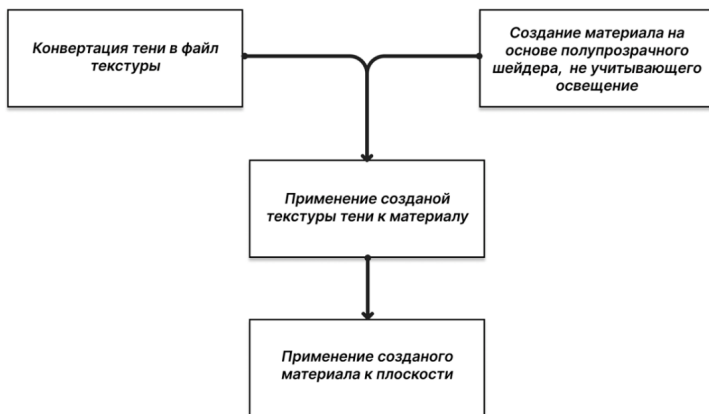 Конвертация тени в файл
текстуры
Создание материала на
основе полупрозрачного
шейдера, не учитывающего
освещение
Применение созданой
текстуры тени к материалу
Применение созданого
материала к плоскости